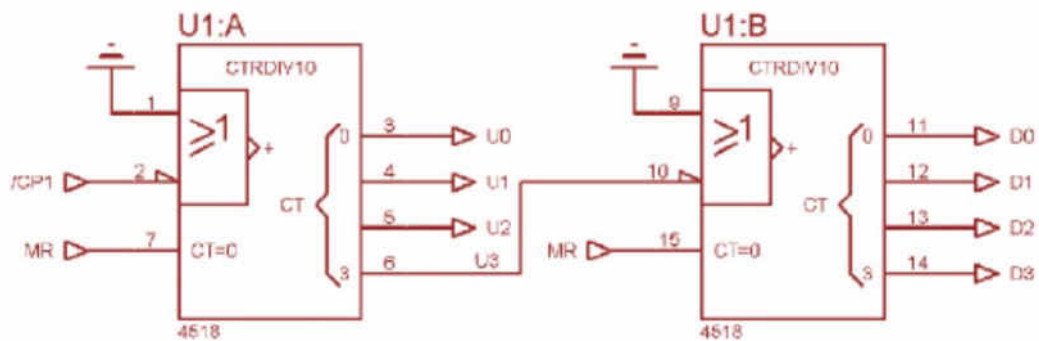 U1:A
CTRDIV10
1
≥1
+
/CP1
2
MR
7
CT=0
CT
0
3
3
U0
4
U1
5
U2
6
U3
4518
U1:B
CTRDIV10
9
≥1
+
10
MR
15
CT=0
CT
0
3
11
D0
12
D1
13
D2
14
D3
4518